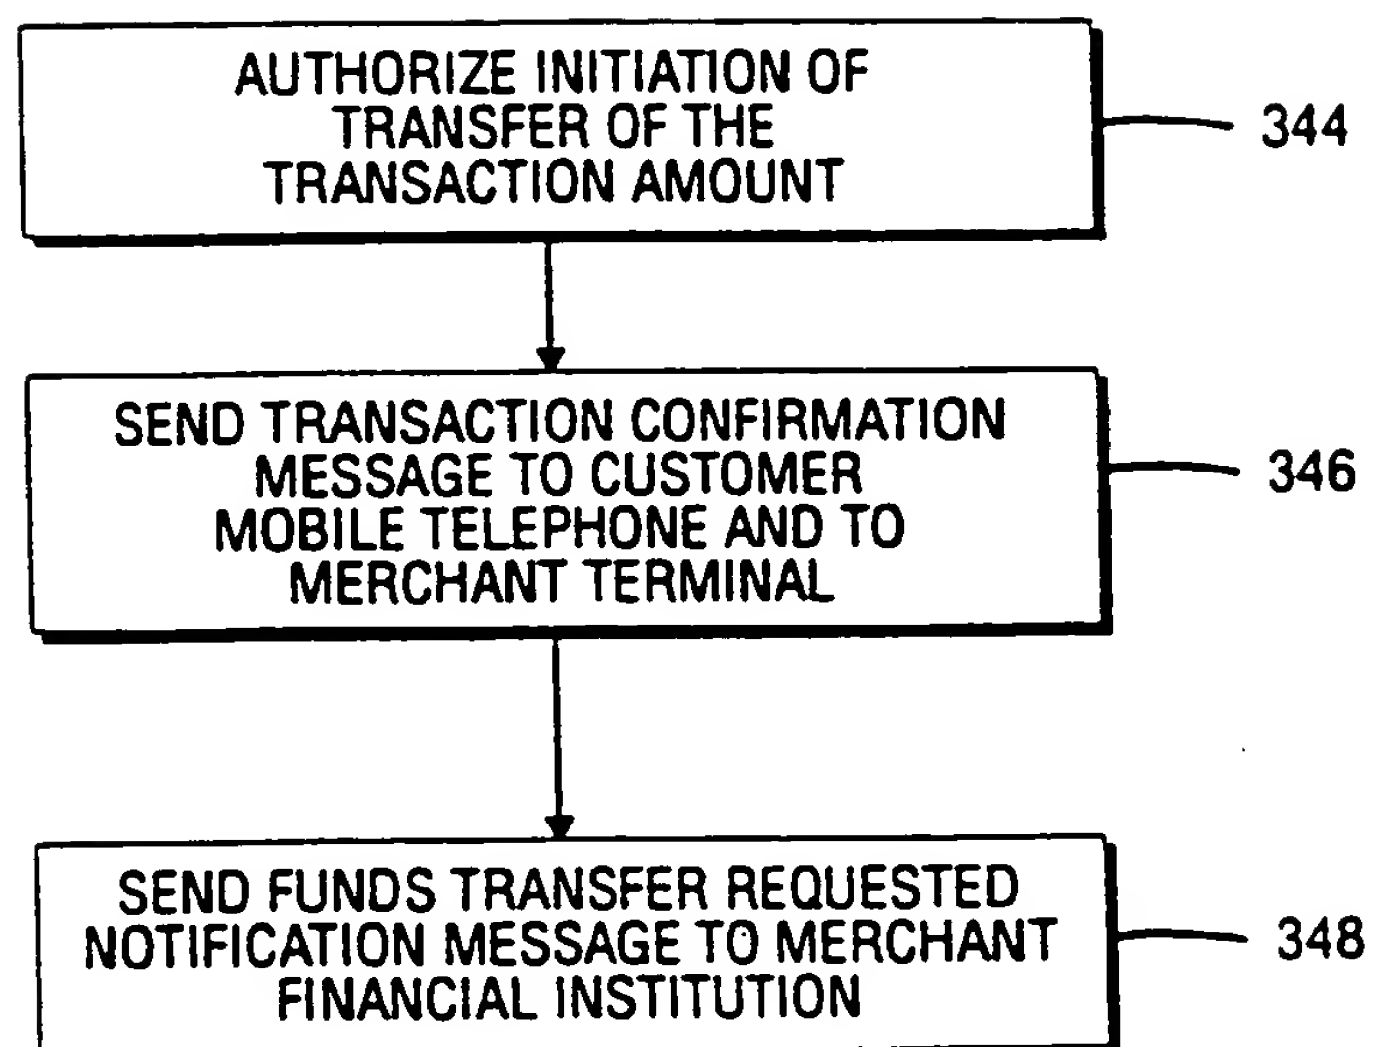 AUTHORIZE INITIATION OF
TRANSFER OF THE
TRANSACTION AMOUNT
344
SEND TRANSACTION CONFIRMATION
MESSAGE TO CUSTOMER
MOBILE TELEPHONE AND TO
MERCHANT TERMINAL
346
SEND FUNDS TRANSFER REQUESTED
NOTIFICATION MESSAGE TO MERCHANT
FINANCIAL INSTITUTION
348